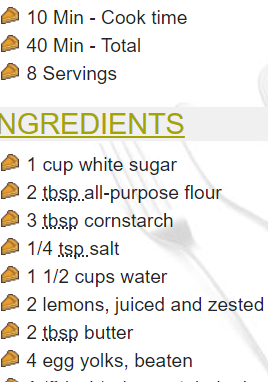 10 Min - Cook time
40 Min - Total
8 Servings
NGREDIENTS
1 cup white sugar
2 tbsp all-purpose flour
3 tbsp cornstarch
1/4 tsp salt
1 1/2 cups water
2 lemons, juiced and zested
2 tbsp butter
4 egg yolks, beaten